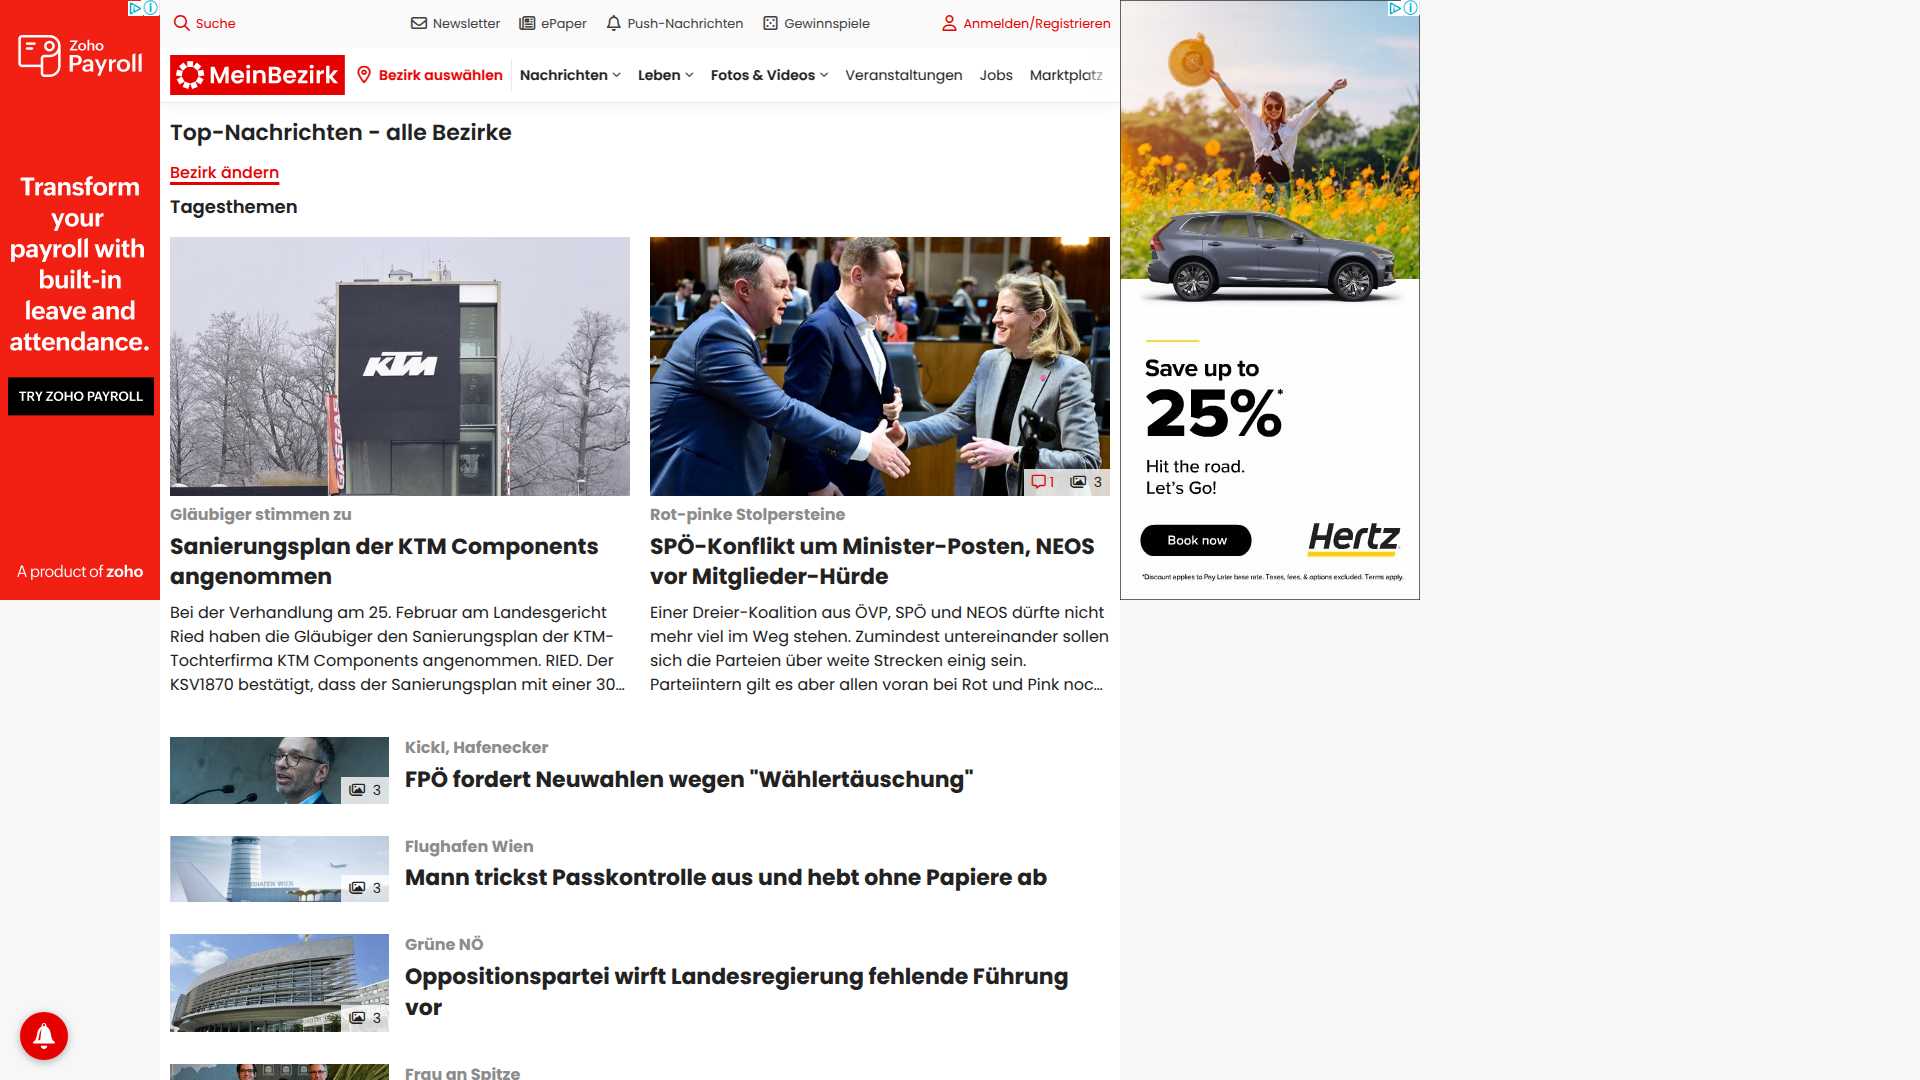 Zoho
Payroll
Transform
your
payroll with
built-in
leave and
attendance.
TRY ZOHO PAYROLL
A product of zoho
Suche
Newsletter
ePaper
Push-Nachrichten
Gewinnspiele
Anmelden/Registrieren
MeinBezirk
Bezirk auswählen
Nachrichten
Leben
Fotos & Videos
Veranstaltungen
Jobs
Marktplatz
Top-Nachrichten - alle Bezirke
Bezirk ändern
Tagesthemen
KTM
GASGAS
1
3
Gläubiger stimmen zu
Sanierungsplan der KTM Components
angenommen
Bei der Verhandlung am 25. Februar am Landesgericht
Ried haben die Gläubiger den Sanierungsplan der KTM-
Tochterfirma KTM Components angenommen. RIED. Der
KSV1870 bestätigt, dass der Sanierungsplan mit einer 30...
Rot-pinke Stolpersteine
SPÖ-Konflikt um Minister-Posten, NEOS
vor Mitglieder-Hürde
Einer Dreier-Koalition aus ÖVP, SPÖ und NEOS dürfte nicht
mehr viel im Weg stehen. Zumindest untereinander sollen
sich die Parteien über weite Strecken einig sein.
Parteiintern gilt es aber allen voran bei Rot und Pink noc...
3
Kickl, Hafenecker
FPÖ fordert Neuwahlen wegen "Wählertäuschung"
3
Flughafen Wien
Mann trickst Passkontrolle aus und hebt ohne Papiere ab
3
Grüne NÖ
Oppositionspartei wirft Landesregierung fehlende Führung
vor
Frau an Spitze
Save up to
25%*
Hit the road.
Let's Go!
Book now
Hertz
*Discount applies to Pay Later base rate. Taxes, fees, & options excluded. Terms apply.